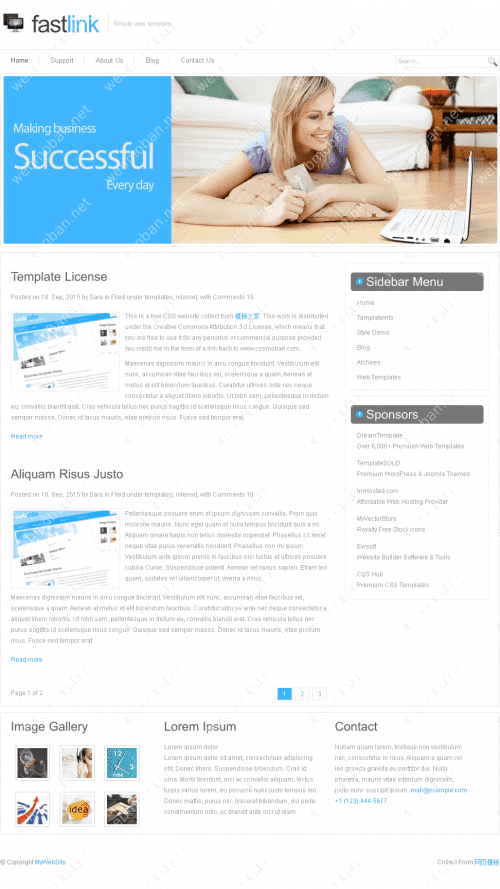 fastlink
Simple web template
Home
Support
About Us
Blog
Contact Us
Search...
Making business
Successful
Every day
Template License
Posted on 18. Sep, 2015 by Sara in Filed under templates, internet, with Comments 18
This is a free CSS website collect from 模板之家. This work is distributed
under the Creative Commons Attribution 3.0 License, which means that
you are free to use it for any personal or commercial purpose provided
you credit me in the form of a link back to www.cssmoban.com.
Maecenas dignissim mauris in arcu congue tincidunt. Vestibulum elit
nunc, accumsan vitae faucibus vel, scelerisque a quam. Aenean at
metus id elit bibendum faucibus. Curabitur ultrices ante nec neque
consectetur a aliquet libero lobortis. Ut nibh sem, pellentesque in dictum
eu, convallis blandit erat. Cras vehicula tellus nec purus sagittis id scelerisque risus congue. Quisque sed
semper massa. Donec id lacus mauris, vitae pretium risus. Fusce sed tempor erat.
Read more
Aliquam Risus Justo
Posted on 18. Sep, 2015 by Sara in Filed under templates, internet, with Comments 18
Pellentesque posuere enim et ipsum dignissim convallis. Proin quis
molestie mauris. Nunc eget quam id nulla tempus tincidunt quis a mi.
Aliquam ornare turpis non tellus molestie imperdiet. Phasellus sit amet
neque vitae purus venenatis hendrerit. Phasellus non mi ipsum.
Vestibulum ante ipsum primis in faucibus orci luctus et ultrices posuere
cubilia Curae; Suspendisse potenti. Aenean vel varius sapien. Etiam leo
quam, sodales vel ullamcorper ut, viverra a risus.
Maecenas dignissim mauris in arcu congue tincidunt. Vestibulum elit nunc, accumsan vitae faucibus vel,
scelerisque a quam. Aenean at metus id elit bibendum faucibus. Curabitur ultrices ante nec neque consectetur a
aliquet libero lobortis. Ut nibh sem, pellentesque in dictum eu, convallis blandit erat. Cras vehicula tellus nec
purus sagittis id scelerisque risus congue. Quisque sed semper massa. Donec id lacus mauris, vitae pretium
risus. Fusce sed tempor erat.
Read more
Page 1 of 2
1
2
3
Sidebar Menu
Home
TemplateInfo
Style Demo
Blog
Archives
Web Templates
Sponsors
DreamTemplate
Over 6,000+ Premium Web Templates
TemplateSOLD
Premium WordPress & Joomla Themes
ImHosted.com
Affordable Web Hosting Provider
MyVectorStore
Royalty Free Stock Icons
Evrsoft
Website Builder Software & Tools
CSS Hub
Premium CSS Templates
Image Gallery
Lorem Ipsum
Lorem ipsum dolor
Lorem ipsum dolor sit amet, consectetuer adipiscing
elit. Donec libero. Suspendisse bibendum. Cras id
urna. Morbi tincidunt, orci ac convallis aliquam, lectus
turpis varius lorem, eu posuere nunc justo tempus leo.
Donec mattis, purus nec placerat bibendum, dui pede
condimentum odio, ac blandit ante orci ut diam.
Contact
Nullam quam lorem, tristique non vestibulum
nec, consectetur in risus. Aliquam a quam vel
leo gravida gravida eu porttitor dui. Nulla
pharetra, mauris vitae interdum dignissim,
justo nunc suscipit ipsum. mail@example.com
+1 (123) 444-5677
© Copyright MyWebSite.
Collect From 网页模板